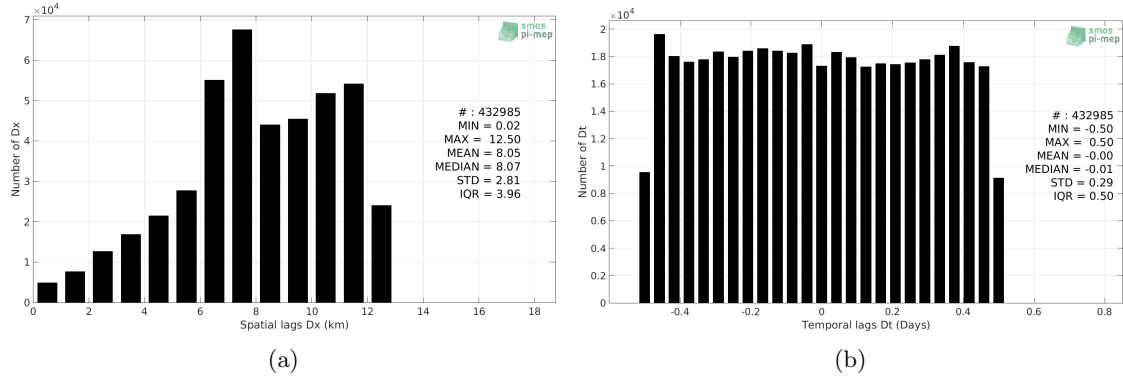 ×10⁴
7
6
5
4
3
2
1
0
Number of Dx
0 2 4 6 8 10 12 14 16 18
Spatial lags Dx (km)
smos
pi-mep
# : 432985
MIN = 0.02
MAX = 12.50
MEAN = 8.05
MEDIAN = 8.07
STD = 2.81
IQR = 3.96
(a)
×10⁴
2
1.8
1.6
1.4
1.2
1
0.8
0.6
0.4
0.2
0
Number of Dt
-0.4 -0.2 0 0.2 0.4 0.6 0.8
Temporal lags Dt (Days)
smos
pi-mep
# : 432985
MIN = -0.50
MAX = 0.50
MEAN = -0.00
MEDIAN = -0.01
STD = 0.29
IQR = 0.50
(b)